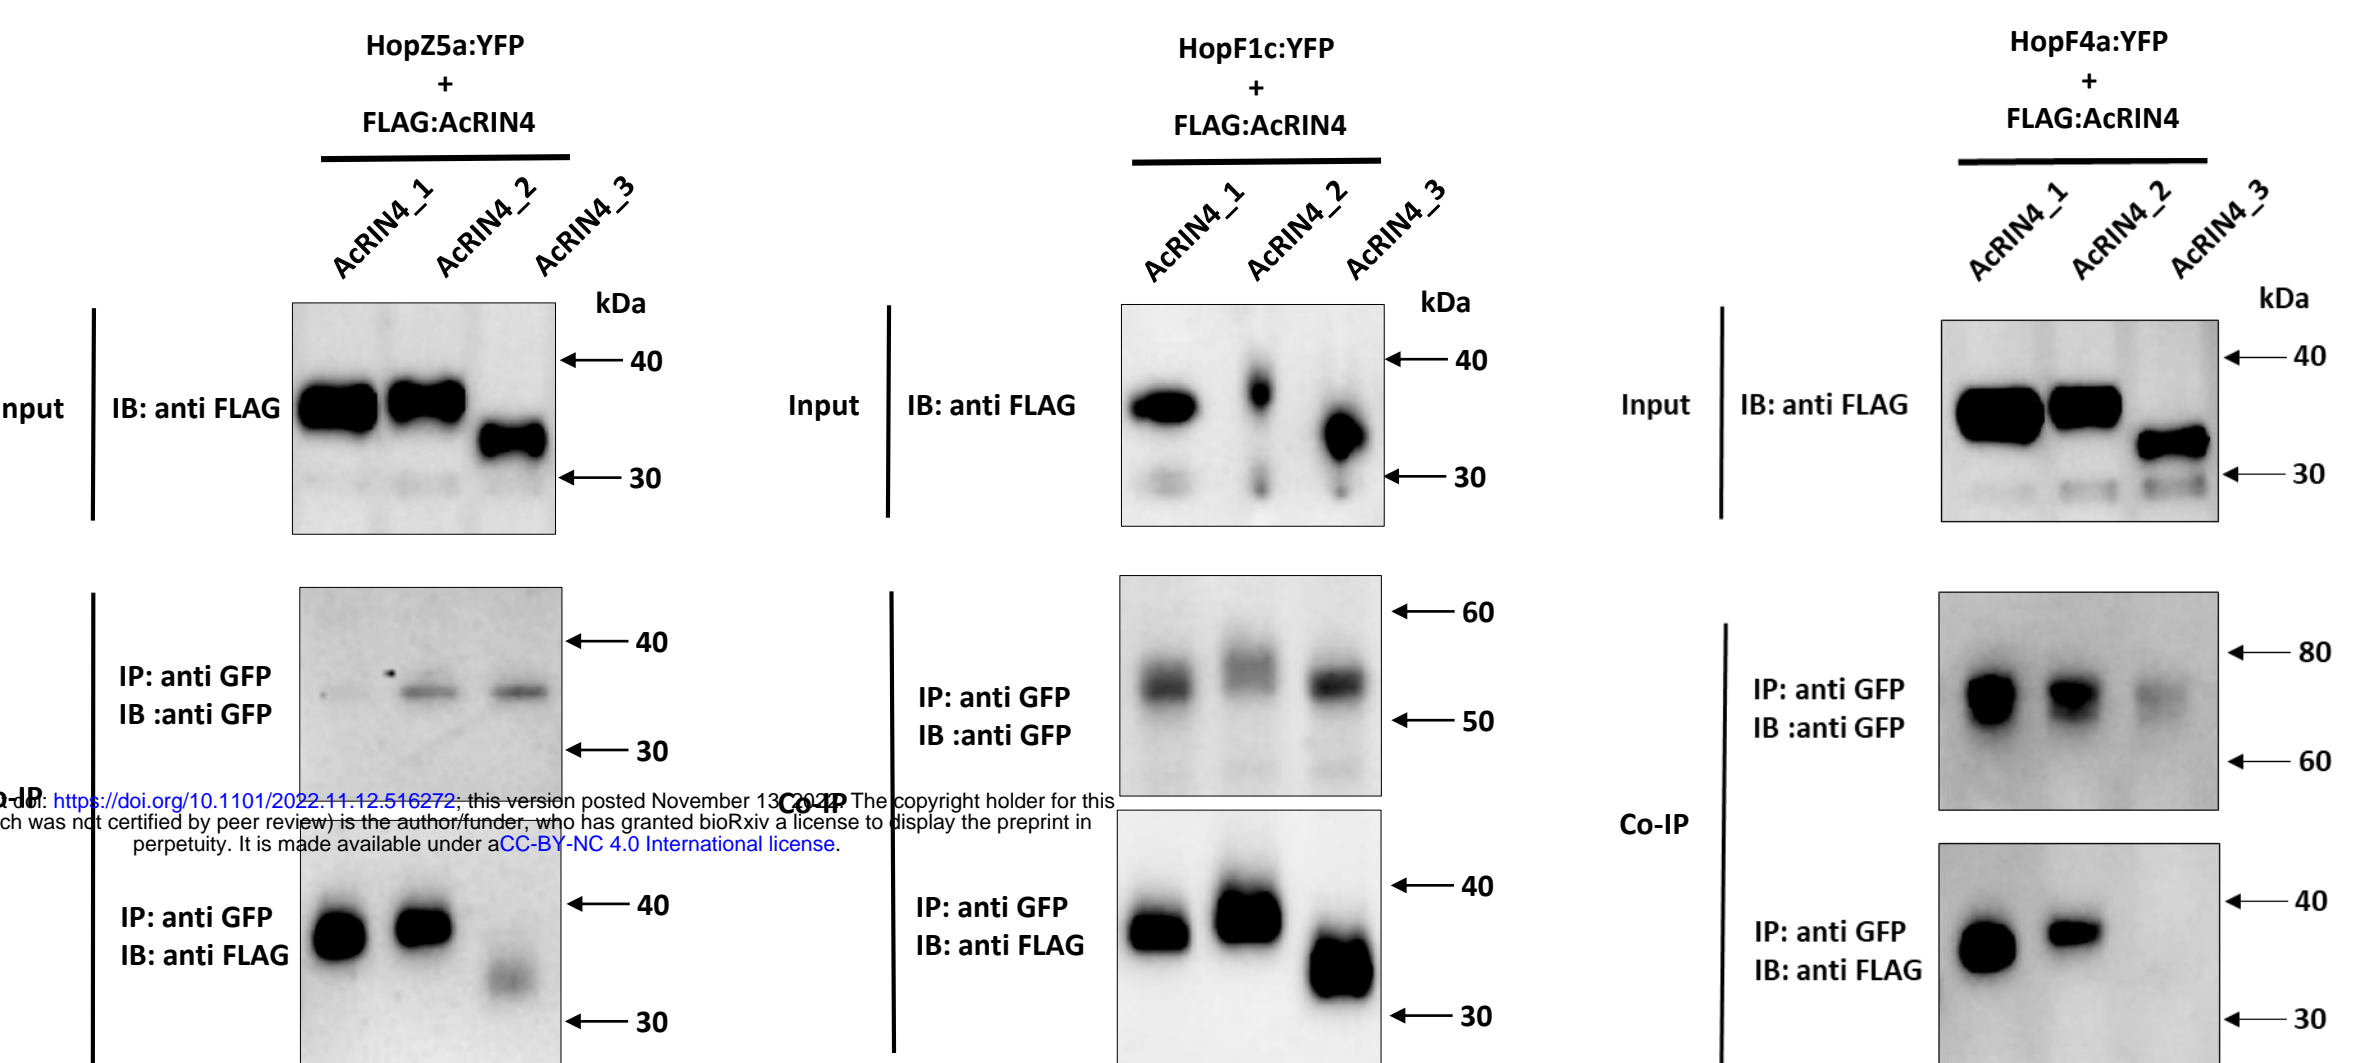 HopZ5a:YFP
+
FLAG:AcRIN4
AcRIN4_1
AcRIN4_2
AcRIN4_3
kDa
40
30
nput
IB: anti FLAG
40
30
IP: anti GFP
IB :anti GFP
IP: anti GFP
IB: anti FLAG
40
30
HopF1c:YFP
+
FLAG:AcRIN4
AcRIN4_1
AcRIN4_2
AcRIN4_3
kDa
40
30
Input
IB: anti FLAG
60
50
IP: anti GFP
IB :anti GFP
Co-IP
IP: anti GFP
IB: anti FLAG
40
30
HopF4a:YFP
+
FLAG:AcRIN4
AcRIN4_1
AcRIN4_2
AcRIN4_3
kDa
40
30
Input
IB: anti FLAG
80
60
IP: anti GFP
IB :anti GFP
Co-IP
IP: anti GFP
IB: anti FLAG
40
30
o-IP
doi: https://doi.org/10.1101/2022.11.12.516272; this version posted November 13, 2022. The copyright holder for this
ch was not certified by peer review) is the author/funder, who has granted bioRxiv a license to display the preprint in
perpetuity. It is made available under aCC-BY-NC 4.0 International license.